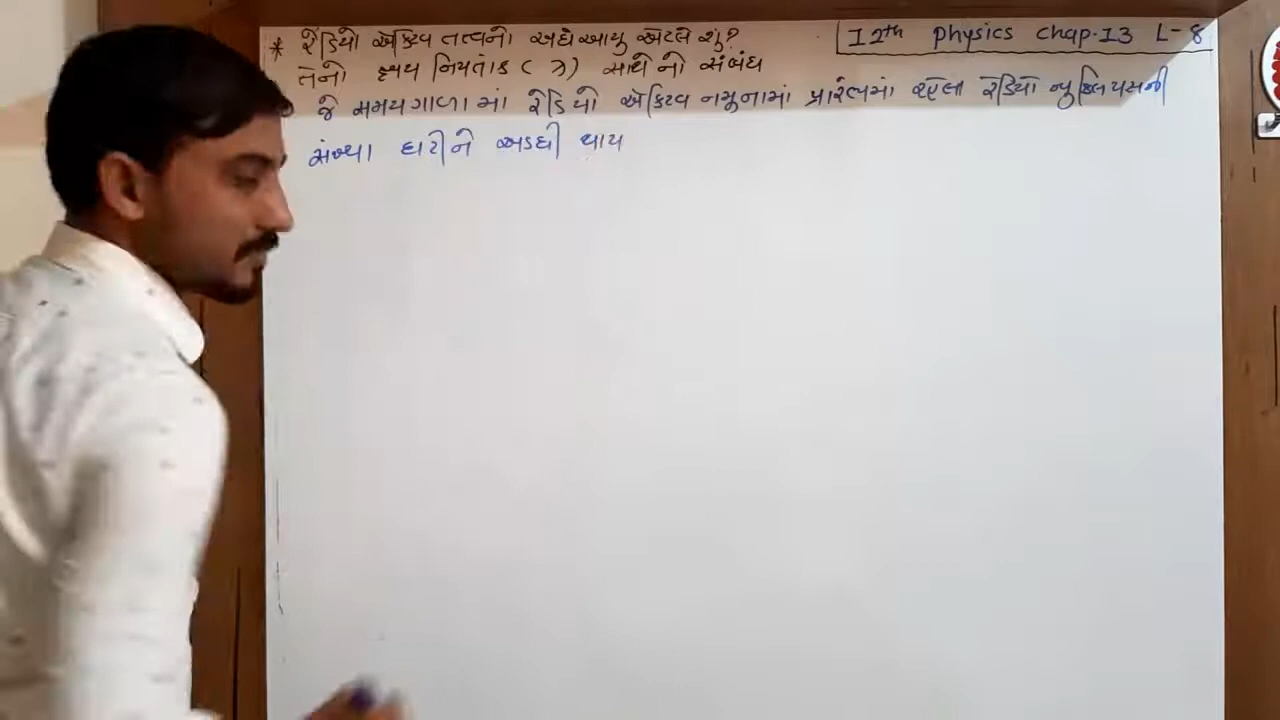 * રેડિયો એક્ટિવ તત્વનો અર્ધ આયુ એટલે શું?
12th Physics chap-13 L-8
તેનો ક્ષય નિયતાંક (λ) સાથે નો સંબંધ
જે સમયગાળા માં રેડિયો એક્ટિવ નમુનામાં પ્રારંભમાં રહેલા રેડિયો ન્યુક્લિયસની
સંખ્યા ઘટીને અડધી થાય